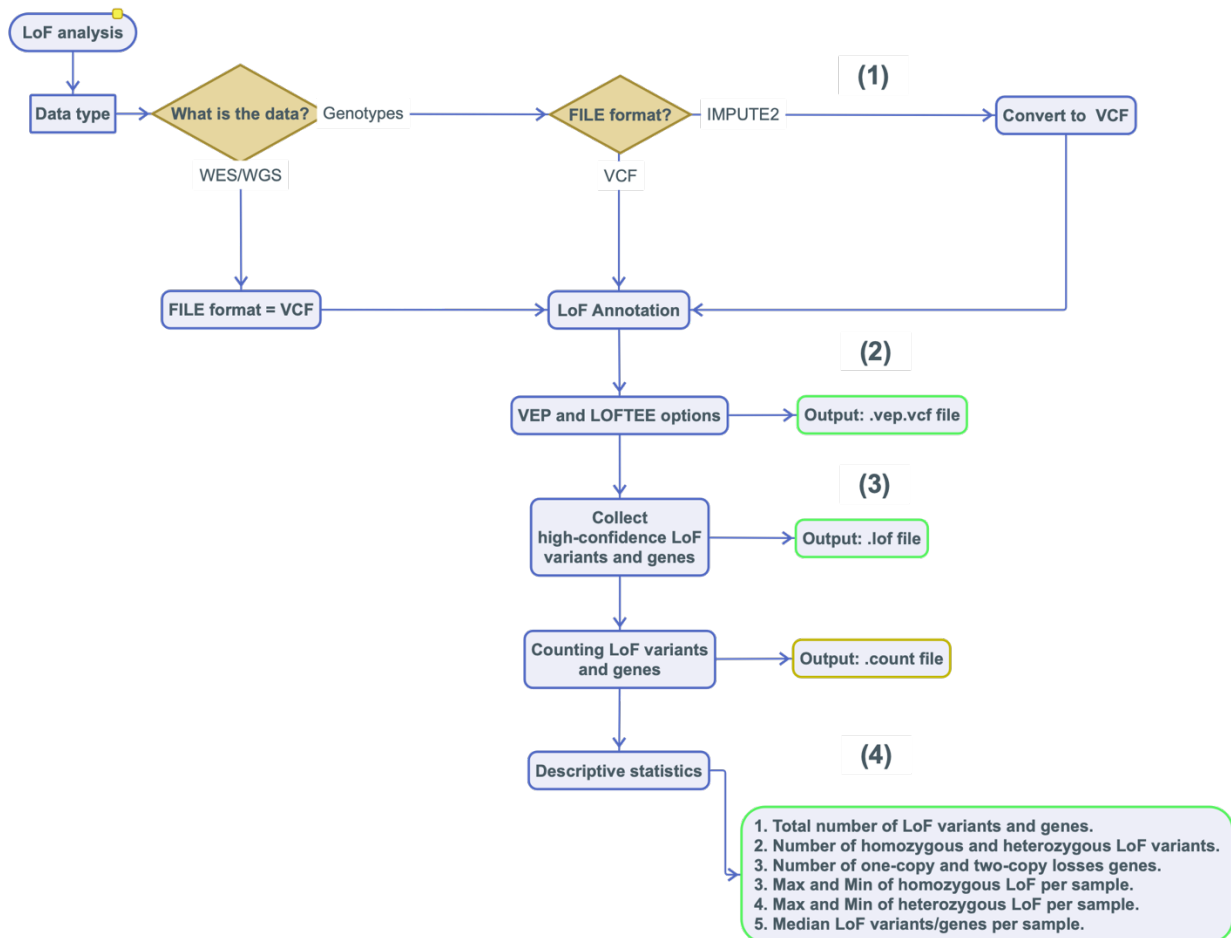 LoF analysis
Data type
What is the data?
Genotypes
FILE format?
IMPUTE2
(1)
Convert to VCF
WES/WGS
VCF
FILE format = VCF
LoF Annotation
(2)
VEP and LOFTEE options
Output: .vep.vcf file
(3)
Collect
high-confidence LoF
variants and genes
Output: .lof file
Counting LoF variants
and genes
Output: .count file
(4)
Descriptive statistics
1. Total number of LoF variants and genes.
2. Number of homozygous and heterozygous LoF variants.
3. Number of one-copy and two-copy losses genes.
3. Max and Min of homozygous LoF per sample.
4. Max and Min of heterozygous LoF per sample.
5. Median LoF variants/genes per sample.